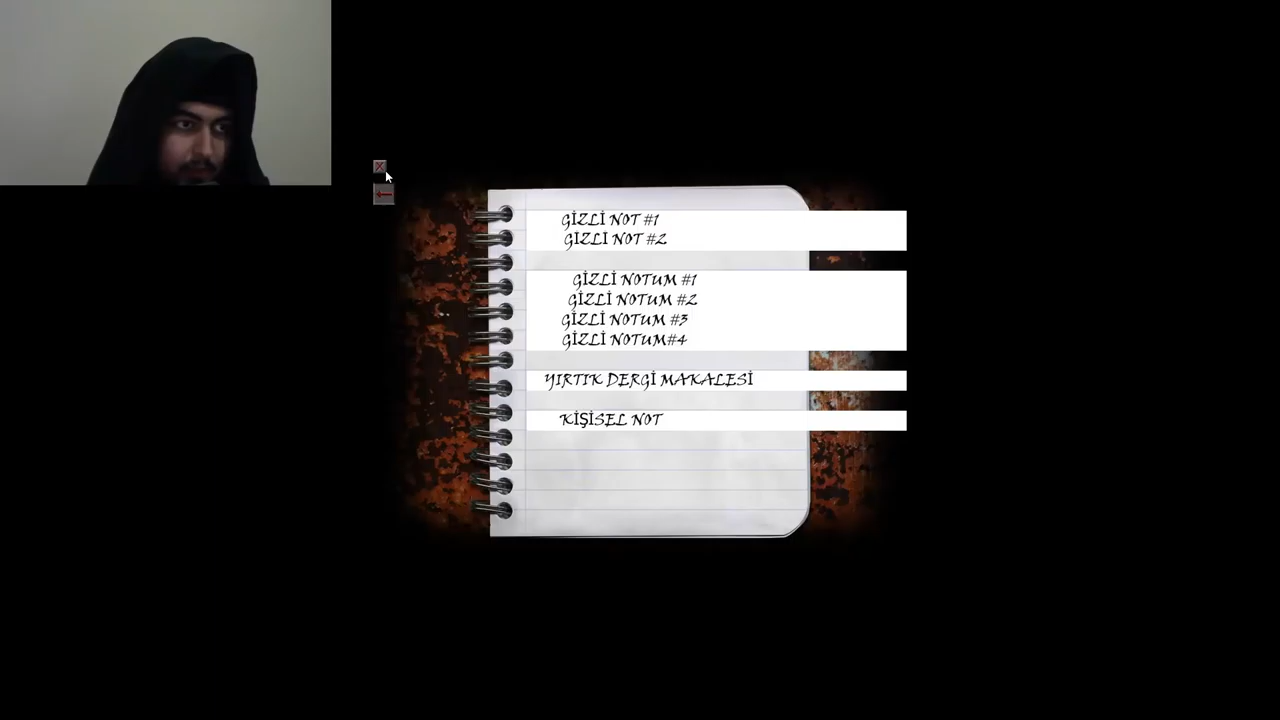 GİZLİ NOT #1
GİZLİ NOT #2
GİZLİ NOTUM #1
GİZLİ NOTUM #2
GİZLİ NOTUM #3
GİZLİ NOTUM#4
YIRTIK DERGİ MAKALESİ
KİŞİSEL NOT